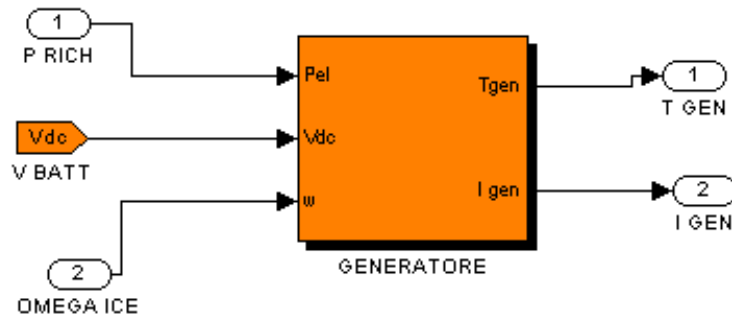 1
P RICH
Pel
Tgen
1
T GEN
Vdc
Vdc
V BATT
w
I gen
2
I GEN
2
OMEGA ICE
GENERATORE